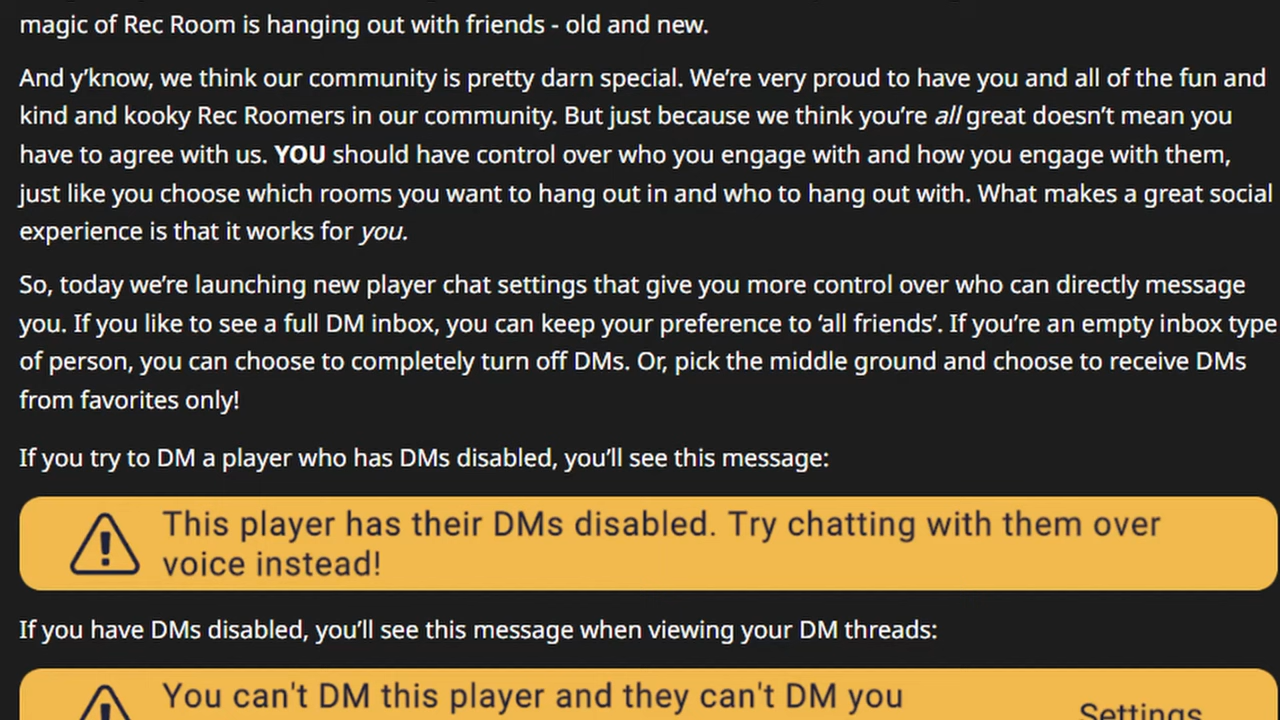 magic of Rec Room is hanging out with friends - old and new.
And y’know, we think our community is pretty darn special. We’re very proud to have you and all of the fun and
kind and kooky Rec Roomers in our community. But just because we think you’re all great doesn’t mean you
have to agree with us. YOU should have control over who you engage with and how you engage with them,
just like you choose which rooms you want to hang out in and who to hang out with. What makes a great social
experience is that it works for you.
So, today we’re launching new player chat settings that give you more control over who can directly message
you. If you like to see a full DM inbox, you can keep your preference to ‘all friends’. If you’re an empty inbox type
of person, you can choose to completely turn off DMs. Or, pick the middle ground and choose to receive DMs
from favorites only!
If you try to DM a player who has DMs disabled, you’ll see this message:
This player has their DMs disabled. Try chatting with them over
voice instead!
If you have DMs disabled, you’ll see this message when viewing your DM threads:
You can't DM this player and they can't DM you
Settings